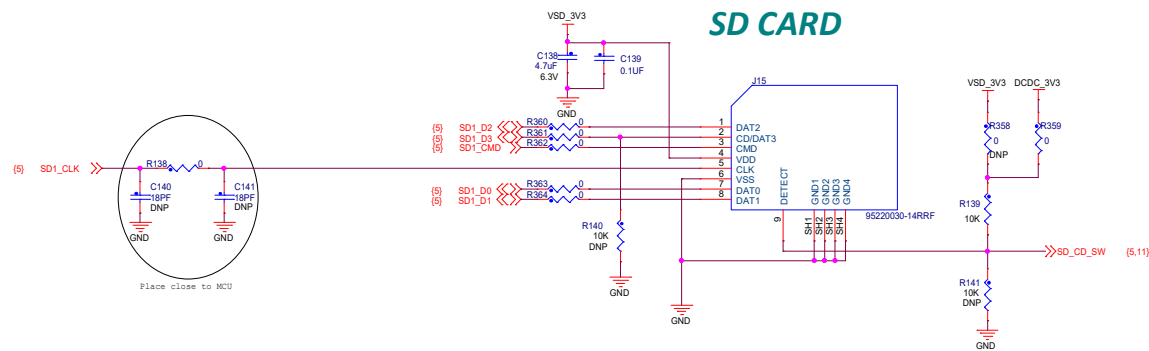 SD CARD
VSD_3V3
C138
4.7uF
6.3V
C139
0.1UF
GND
J15
VSD_3V3
DCDC_3V3
R358
0
DNP
R359
0
{5} SD1_D2
R360
0
1
DAT2
{5} SD1_D3
R361
0
2
CD/DAT3
{5} SD1_CMD
R362
0
3
CMD
4
VDD
{5} SD1_CLK
R138
0
5
CLK
6
VSS
{5} SD1_D0
R363
0
7
DAT0
{5} SD1_D1
R364
0
8
DAT1
C140
18PF
DNP
C141
18PF
DNP
GND
GND
Place close to MCU
DETECT
GND1
GND2
GND3
GND4
95220030-14RRF
9
SH1
SH2
SH3
SH4
R139
10K
R140
10K
DNP
GND
SD_CD_SW {5,11}
R141
10K
DNP
GND
GND